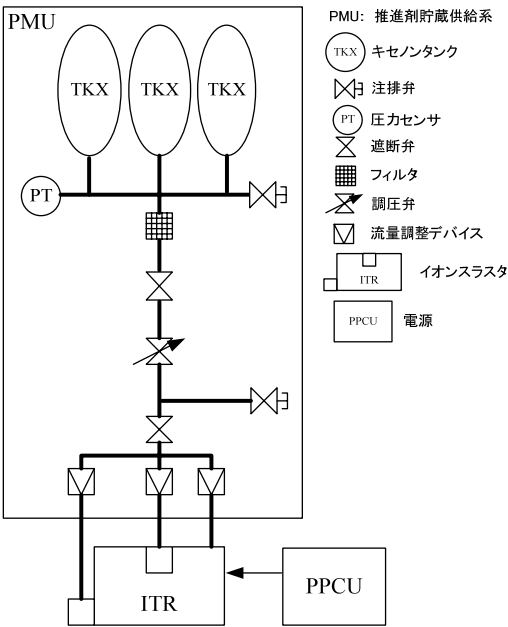 PMU
TKX TKX TKX
PT
ITR
PPCU
PMU: 推進剤貯蔵供給系
TKX キセノンタンク
注排弁
PT 圧力センサ
遮断弁
フィルタ
調圧弁
流量調整デバイス
ITR イオンスラスタ
PPCU 電源